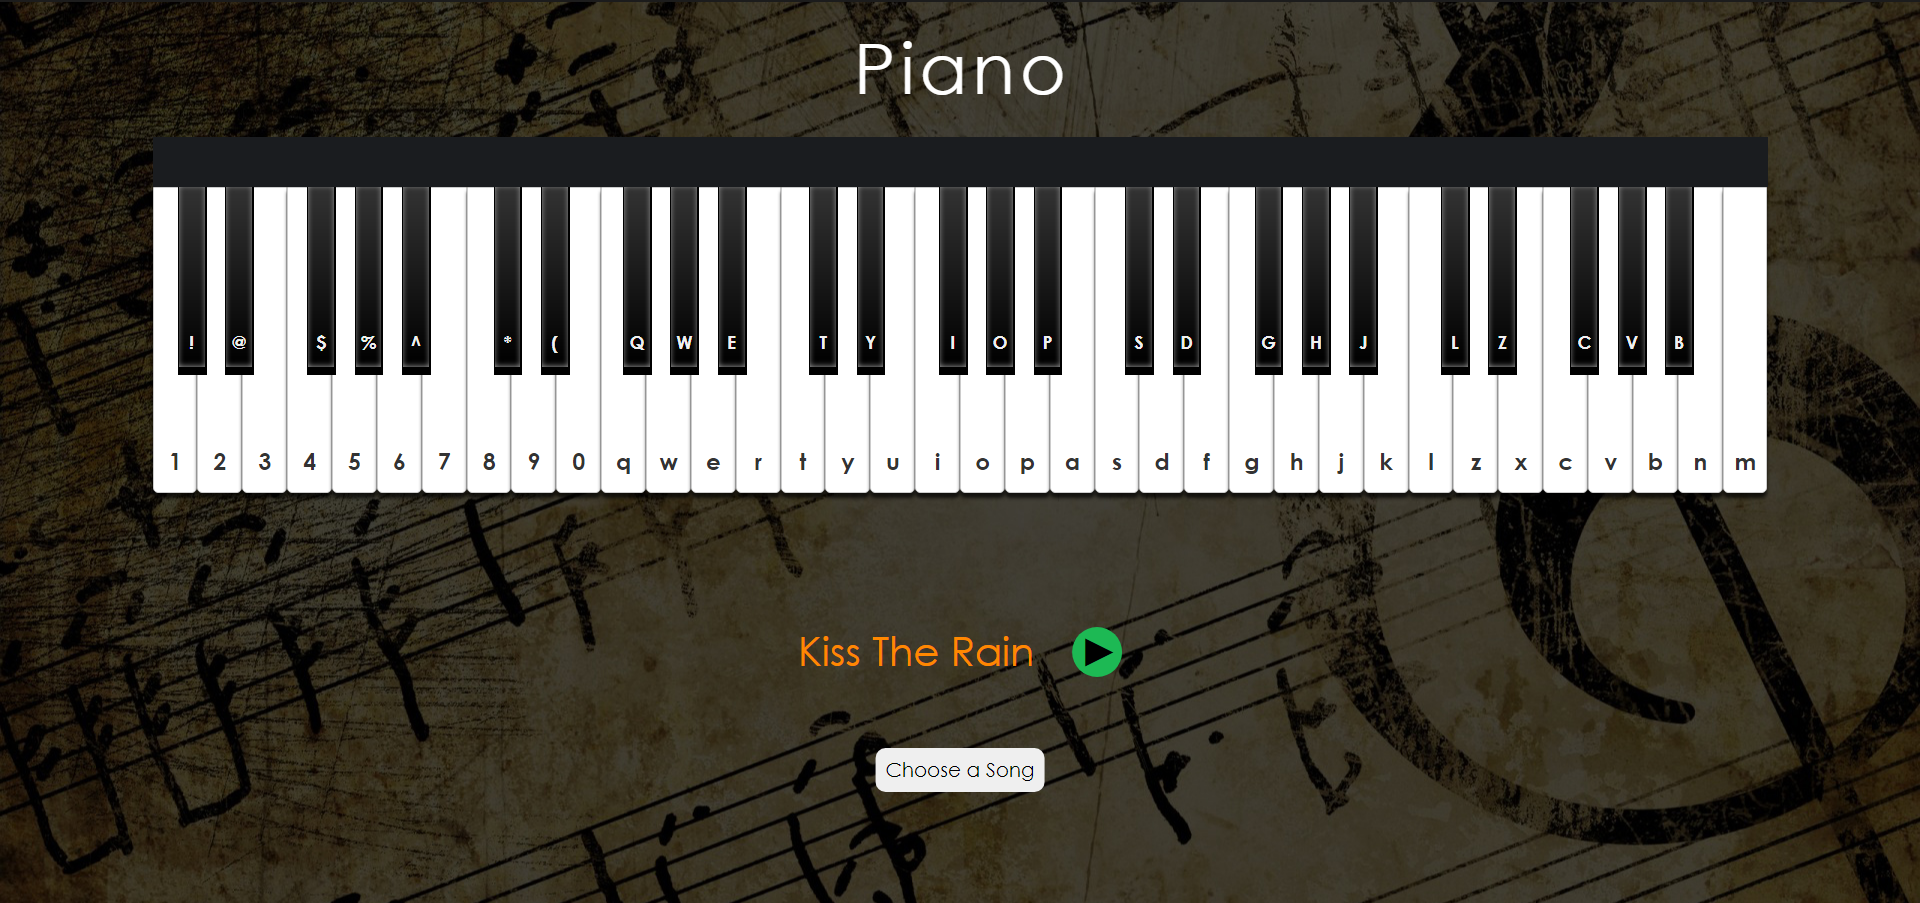 Piano
! @ $ % ^ * ( Q W E T Y I O P S D G H J L Z C V B
1 2 3 4 5 6 7 8 9 0 q w e r t y u i o p a s d f g h j k l z x c v b n m
Kiss The Rain
Choose a Song